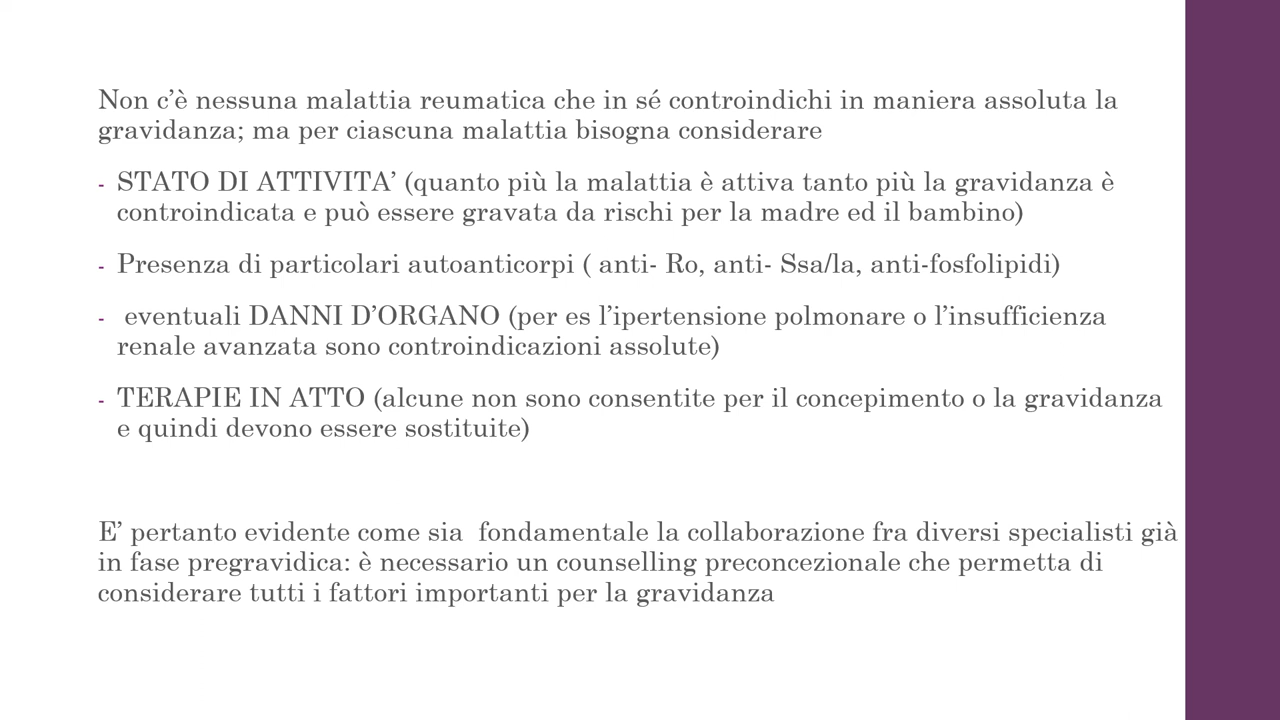 Non c’è nessuna malattia reumatica che in sé controindichi in maniera assoluta la
gravidanza; ma per ciascuna malattia bisogna considerare
- STATO DI ATTIVITA’ (quanto più la malattia è attiva tanto più la gravidanza è
controindicata e può essere gravata da rischi per la madre ed il bambino)
- Presenza di particolari autoanticorpi ( anti- Ro, anti- Ssa/la, anti-fosfolipidi)
- eventuali DANNI D’ORGANO (per es l’ipertensione polmonare o l’insufficienza
renale avanzata sono controindicazioni assolute)
- TERAPIE IN ATTO (alcune non sono consentite per il concepimento o la gravidanza
e quindi devono essere sostituite)
E’ pertanto evidente come sia  fondamentale la collaborazione fra diversi specialisti già
in fase pregravidica: è necessario un counselling preconcezionale che permetta di
considerare tutti i fattori importanti per la gravidanza